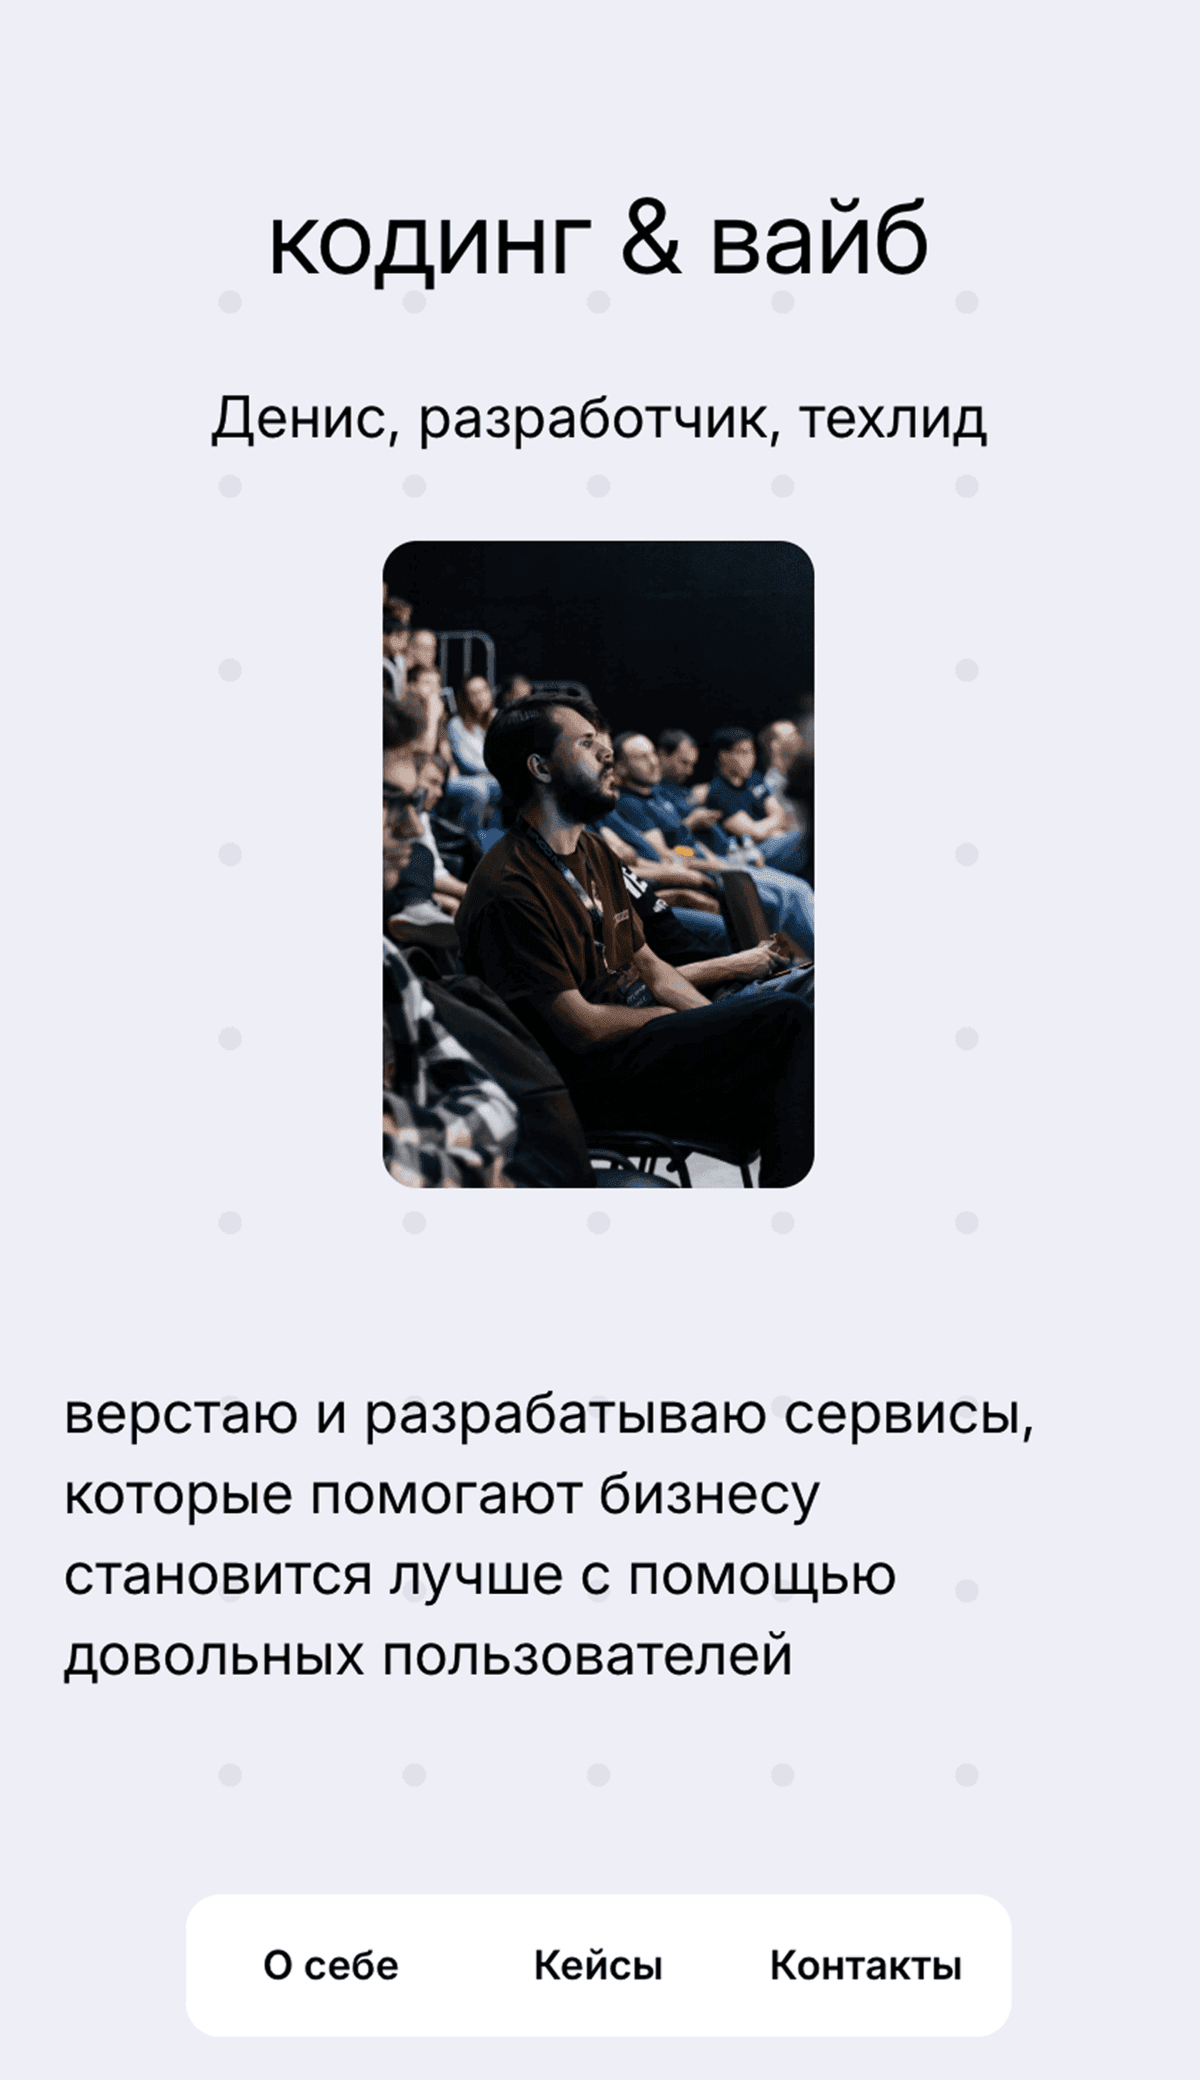 кодинг & вайб
Денис, разработчик, техлид
верстаю и разрабатываю сервисы,
которые помогают бизнесу
становится лучше с помощью
довольных пользователей
О себе
Кейсы
Контакты